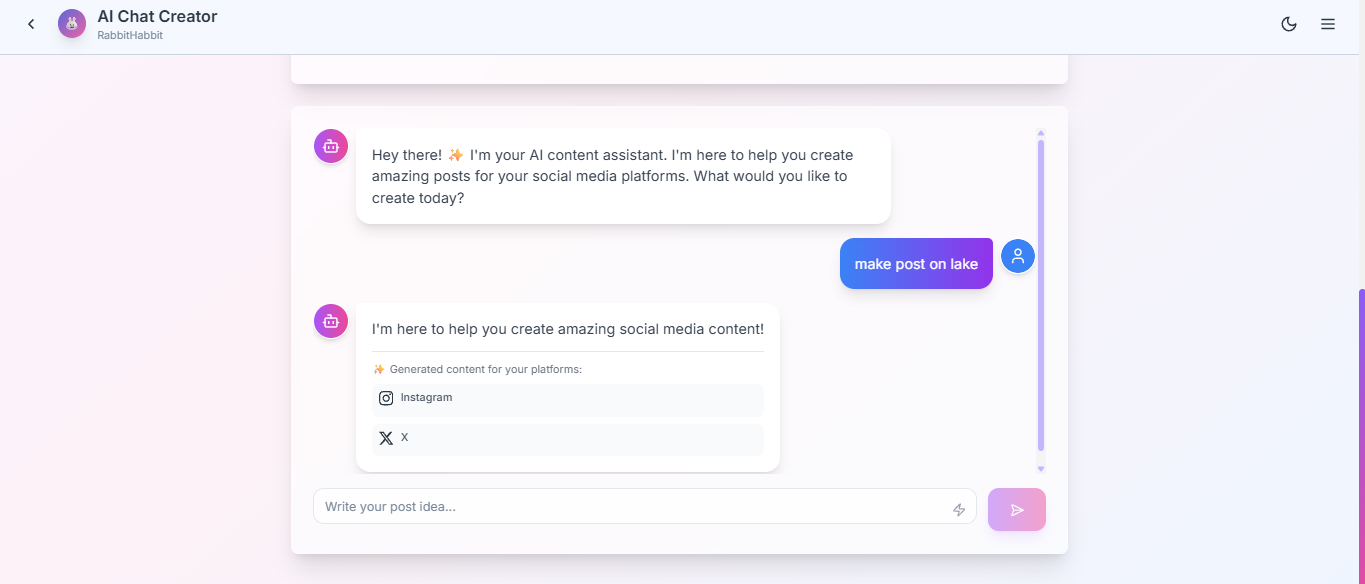 AI Chat Creator
RabbitHabbit
Hey there! ✨ I'm your AI content assistant. I'm here to help you create
amazing posts for your social media platforms. What would you like to
create today?
make post on lake
I'm here to help you create amazing social media content!
✨ Generated content for your platforms:
Instagram
X
Write your post idea...